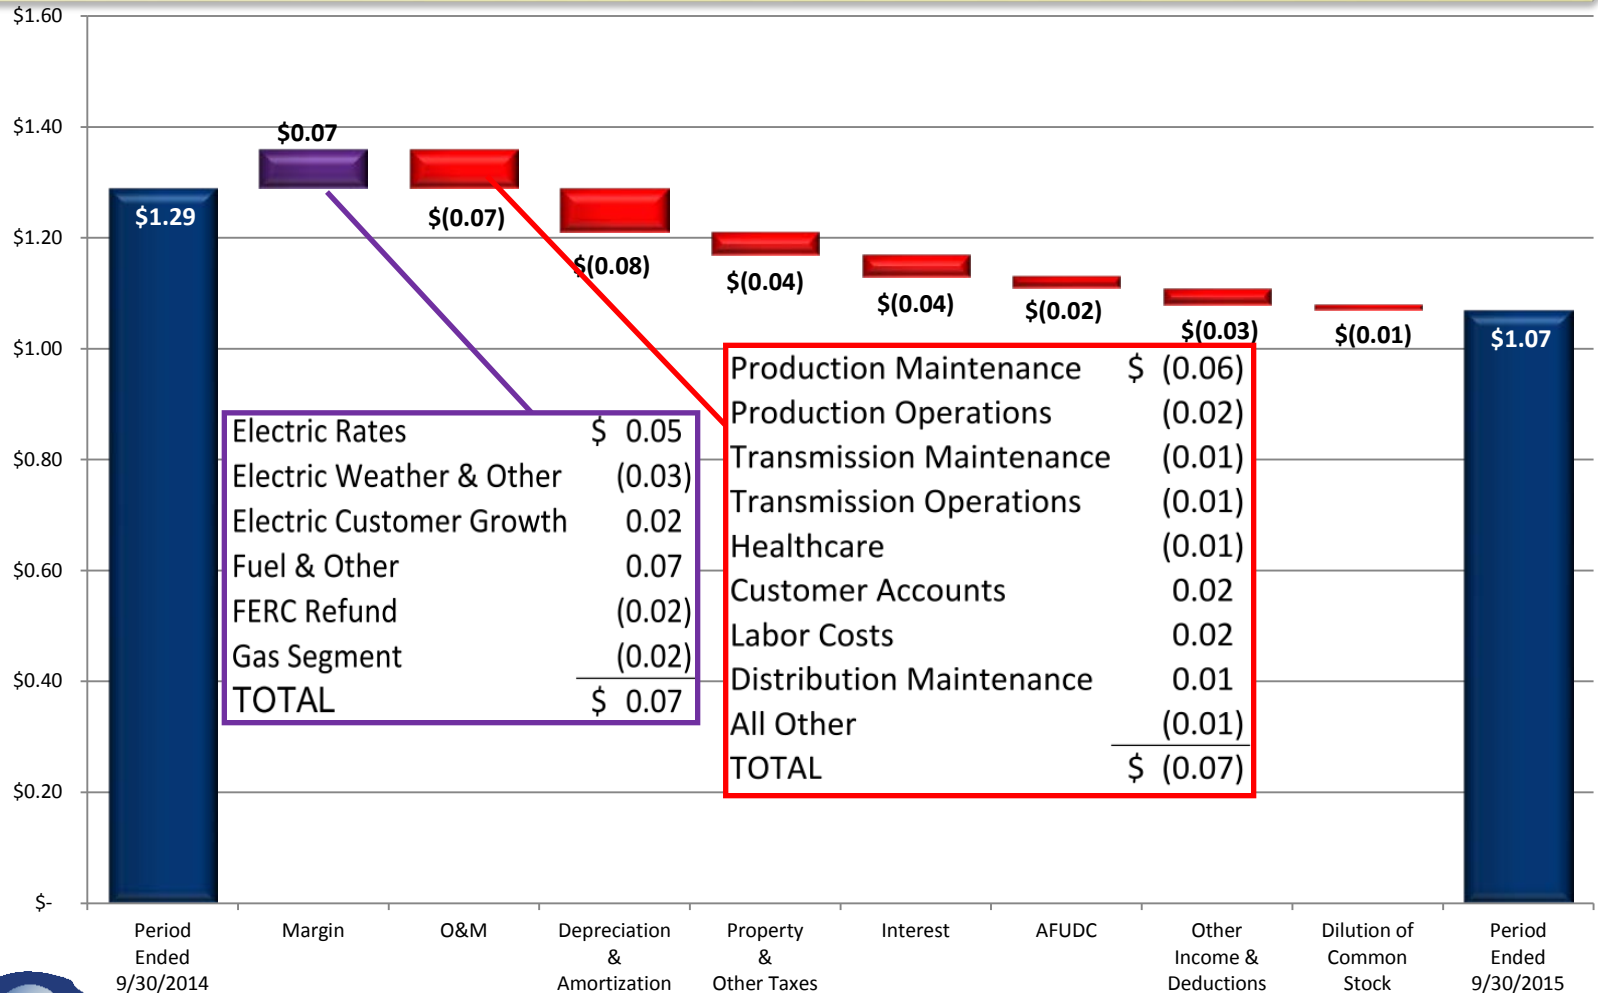 $1.60
$1.40
$1.20
$1.00
$0.80
$0.60
$0.40
$0.20
$-
$1.29
$0.07
$(0.07)
$(0.08)
$(0.04)
$(0.04)
$(0.02)
$(0.03)
$(0.01)
$1.07
Electric Rates $ 0.05
Electric Weather & Other (0.03)
Electric Customer Growth 0.02
Fuel & Other 0.07
FERC Refund (0.02)
Gas Segment (0.02)
TOTAL $ 0.07
Production Maintenance $ (0.06)
Production Operations (0.02)
Transmission Maintenance (0.01)
Transmission Operations (0.01)
Healthcare (0.01)
Customer Accounts 0.02
Labor Costs 0.02
Distribution Maintenance 0.01
All Other (0.01)
TOTAL $ (0.07)
Period
Ended
9/30/2014
Margin
O&M
Depreciation
&
Amortization
Property
&
Other Taxes
Interest
AFUDC
Other
Income &
Deductions
Dilution of
Common
Stock
Period
Ended
9/30/2015